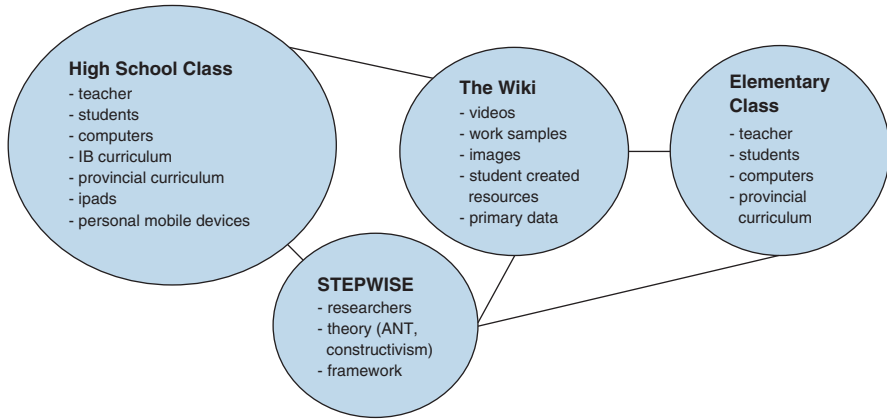 High School Class
- teacher
- students
- computers
- IB curriculum
- provincial curriculum
- ipads
- personal mobile devices
The Wiki
- videos
- work samples
- images
- student created
resources
- primary data
Elementary
Class
- teacher
- students
- computers
- provincial
curriculum
STEPWISE
- researchers
- theory (ANT,
constructivism)
- framework